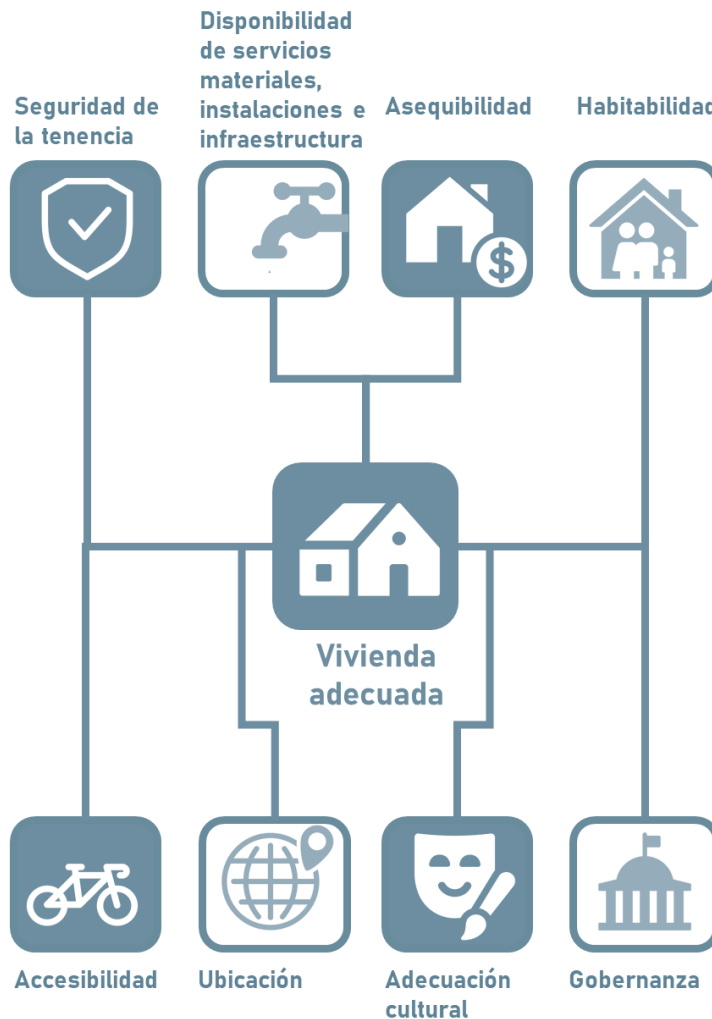 Seguridad de
la tenencia
Disponibilidad
de servicios
materiales,
instalaciones e
infraestructura
Asequibilidad
Habitabilidad
$
Vivienda
adecuada
Accesibilidad
Ubicación
Adecuación
cultural
Gobernanza